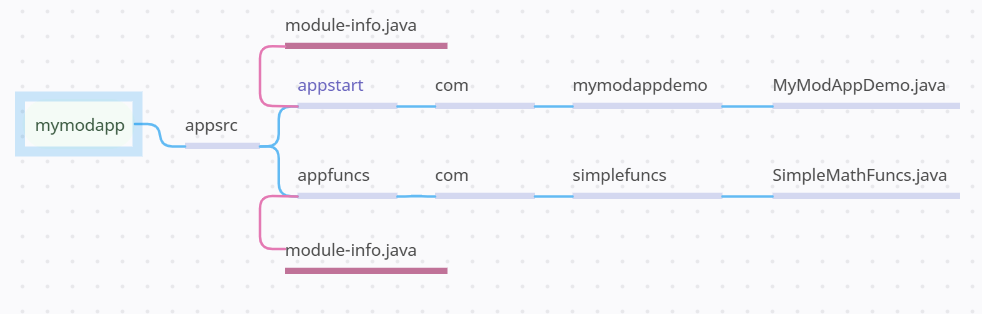 module-info.java
appstart com mymodappdemo MyModAppDemo.java
mymodapp appsrc
appfuncs com simplefuncs SimpleMathFuncs.java
module-info.java